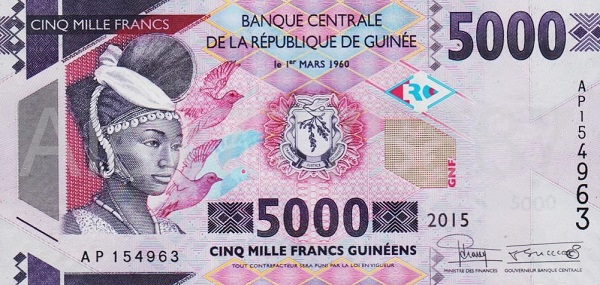 CINQ MILLE FRANCS
BANQUE CENTRALE
DE LA RÉPUBLIQUE DE GUINÉE
le 1er MARS 1960
5000
AP154963
GNF
5000
2015
AP 154963
CINQ MILLE FRANCS GUINÉENS
TOUT CONTREFACTEUR SERA PUNI PAR LA LOI EN VIGUEUR
MINISTRE DES FINANCES
GOUVERNEUR BANQUE CENTRALE
5000